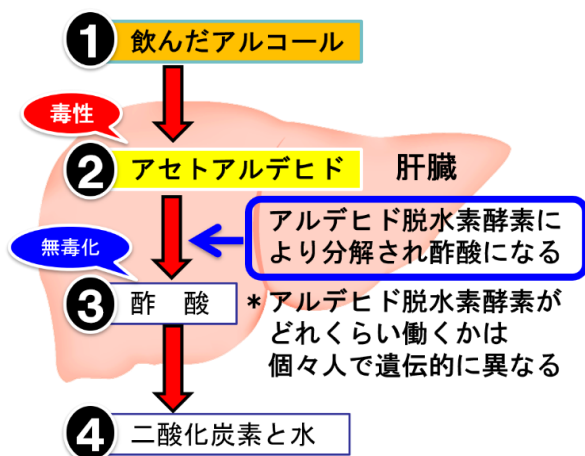 ❶ 飲んだアルコール
毒性
❷ アセトアルデヒド
肝臓
アルデヒド脱水素酵素に
より分解され酢酸になる
無毒化
❸ 酢 酸
*アルデヒド脱水素酵素が
どれくらい働くかは
個々人で遺伝的に異なる
❹ 二酸化炭素と水